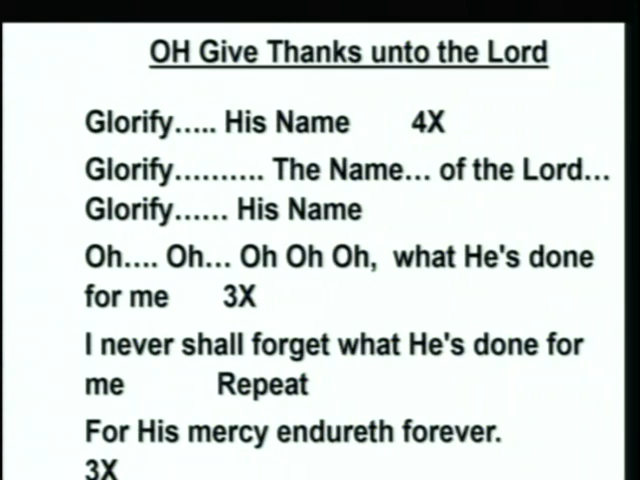 OH Give Thanks unto the Lord
Glorify..... His Name 4X
Glorify.......... The Name... of the Lord...
Glorify...... His Name
Oh.... Oh... Oh Oh Oh, what He's done
for me 3X
I never shall forget what He's done for
me Repeat
For His mercy endureth forever.
3X